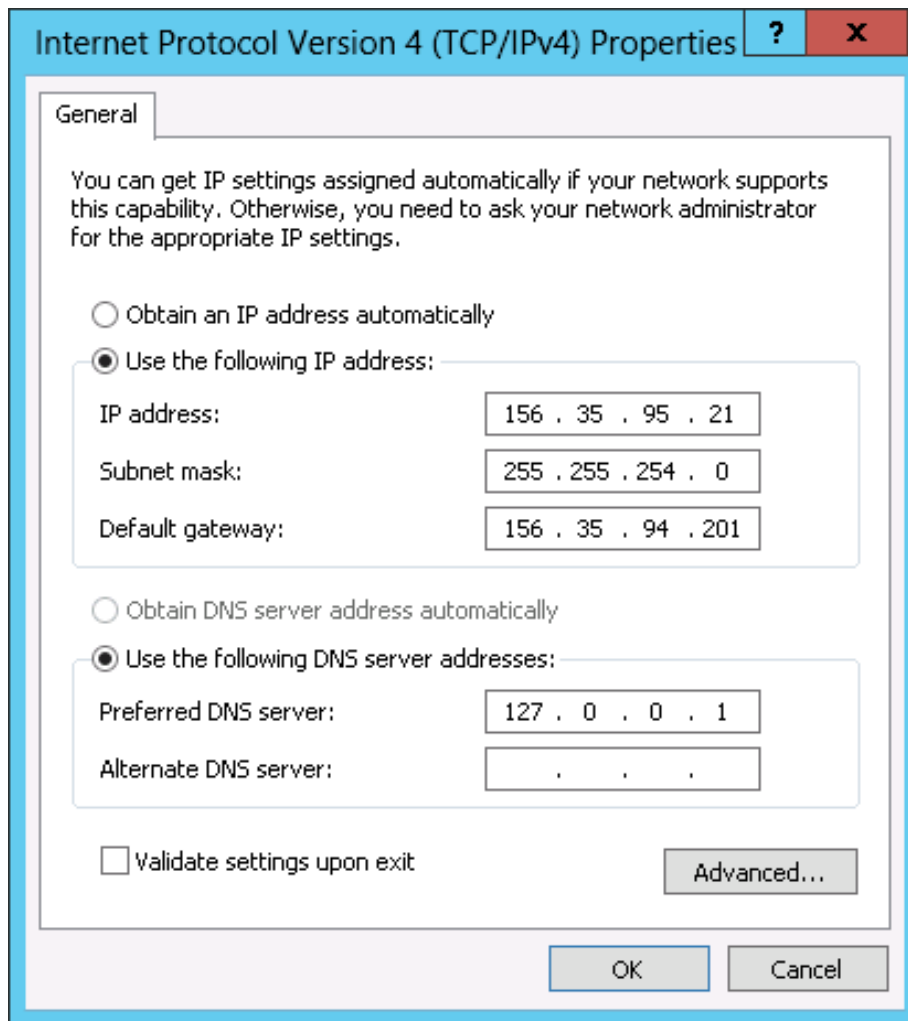 Internet Protocol Version 4 (TCP/IPv4) Properties ? x
General
You can get IP settings assigned automatically if your network supports
this capability. Otherwise, you need to ask your network administrator
for the appropriate IP settings.
Obtain an IP address automatically
Use the following IP address:
IP address: 156 . 35 . 95 . 21
Subnet mask: 255 . 255 . 254 . 0
Default gateway: 156 . 35 . 94 . 201
Obtain DNS server address automatically
Use the following DNS server addresses:
Preferred DNS server: 127 . 0 . 0 . 1
Alternate DNS server: . . .
Validate settings upon exit
Advanced...
OK Cancel